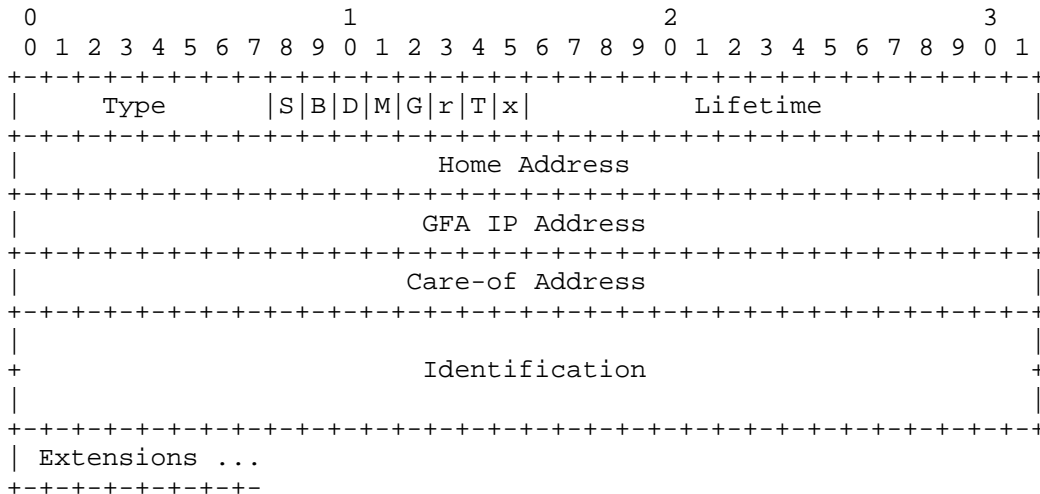 0                   1                   2                   3
 0 1 2 3 4 5 6 7 8 9 0 1 2 3 4 5 6 7 8 9 0 1 2 3 4 5 6 7 8 9 0 1
+-+-+-+-+-+-+-+-+-+-+-+-+-+-+-+-+-+-+-+-+-+-+-+-+-+-+-+-+-+-+-+-+
|     Type      |S|B|D|M|G|r|T|x|          Lifetime             |
+-+-+-+-+-+-+-+-+-+-+-+-+-+-+-+-+-+-+-+-+-+-+-+-+-+-+-+-+-+-+-+-+
|                          Home Address                         |
+-+-+-+-+-+-+-+-+-+-+-+-+-+-+-+-+-+-+-+-+-+-+-+-+-+-+-+-+-+-+-+-+
|                         GFA IP Address                        |
+-+-+-+-+-+-+-+-+-+-+-+-+-+-+-+-+-+-+-+-+-+-+-+-+-+-+-+-+-+-+-+-+
|                        Care-of Address                        |
+-+-+-+-+-+-+-+-+-+-+-+-+-+-+-+-+-+-+-+-+-+-+-+-+-+-+-+-+-+-+-+-+
|                                                               |
+                         Identification                        +
|                                                               |
+-+-+-+-+-+-+-+-+-+-+-+-+-+-+-+-+-+-+-+-+-+-+-+-+-+-+-+-+-+-+-+-+
| Extensions ...
+-+-+-+-+-+-+-+-